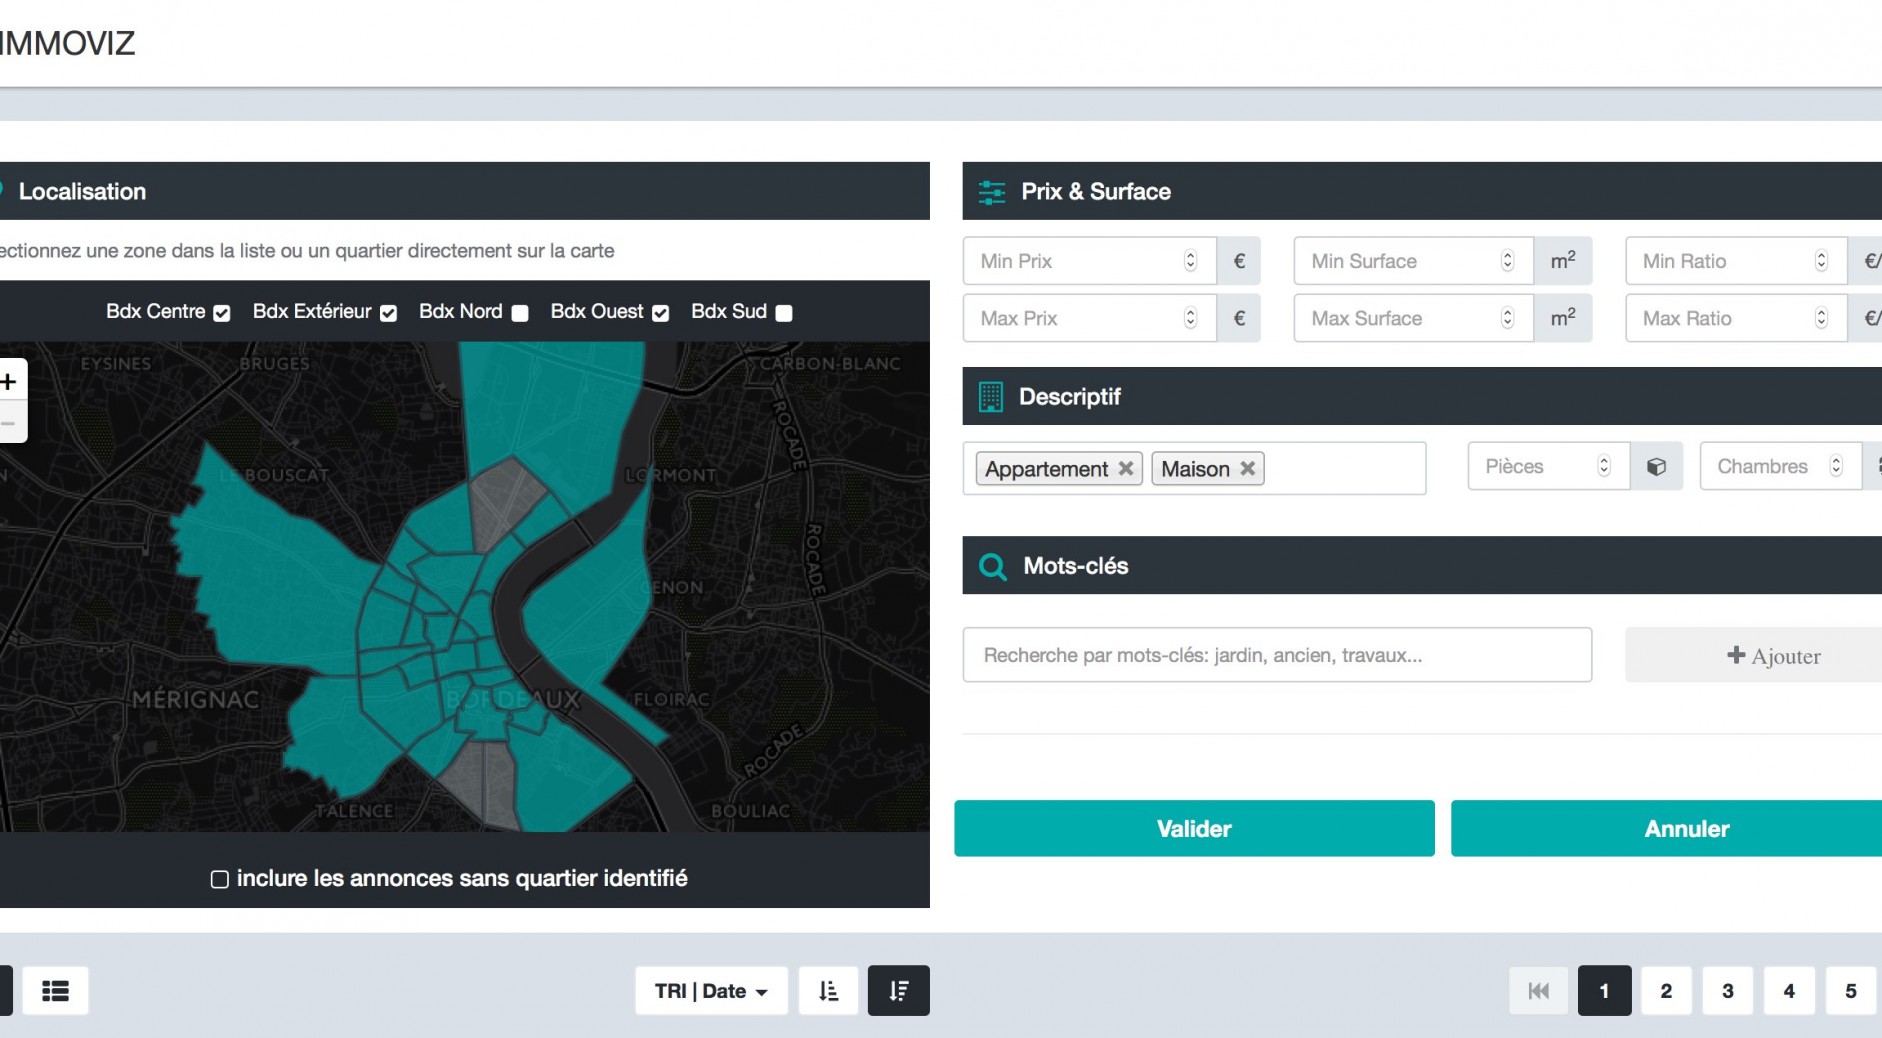 IMMOVIZ
Localisation
ectionnez une zone dans la liste ou un quartier directement sur la carte
Bdx Centre Bdx Extérieur Bdx Nord Bdx Ouest Bdx Sud
EYSINES
BRUGES
CARBON-BLANC
ROCADE
LE BOUSCAT
LORMONT
N
ROCADE
CENON
MÉRIGNAC
BORDEAUX
FLOIRAC
ROCADE
TALENCE
BOULIAC
inclure les annonces sans quartier identifié
Prix & Surface
Min Prix € Min Surface m² Min Ratio €/
Max Prix € Max Surface m² Max Ratio €/
Descriptif
Appartement Maison Pièces Chambres
Mots-clés
Recherche par mots-clés: jardin, ancien, travaux... + Ajouter
Valider Annuler
TRI | Date 1 2 3 4 5